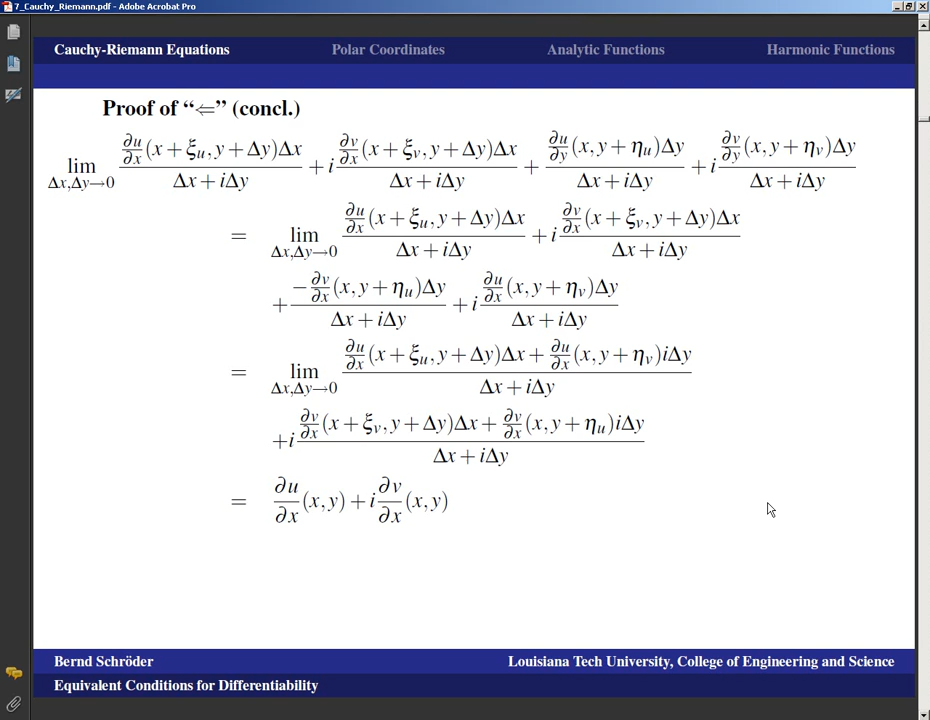 7_Cauchy_Riemann.pdf - Adobe Acrobat Pro
Cauchy-Riemann Equations Polar Coordinates Analytic Functions Harmonic Functions
Proof of “⇐” (concl.)
lim_{Δx,Δy→0} ∂u/∂x(x+ξ_u, y+Δy)Δx / (Δx+iΔy) + i ∂v/∂x(x+ξ_v, y+Δy)Δx / (Δx+iΔy) + ∂u/∂y(x, y+η_u)Δy / (Δx+iΔy) + i ∂v/∂y(x, y+η_v)Δy / (Δx+iΔy)
= lim_{Δx,Δy→0} ∂u/∂x(x+ξ_u, y+Δy)Δx / (Δx+iΔy) + i ∂v/∂x(x+ξ_v, y+Δy)Δx / (Δx+iΔy)
+ −∂v/∂x(x, y+η_u)Δy / (Δx+iΔy) + i ∂u/∂x(x, y+η_v)Δy / (Δx+iΔy)
= lim_{Δx,Δy→0} (∂u/∂x(x+ξ_u, y+Δy)Δx + ∂u/∂x(x, y+η_v)iΔy) / (Δx+iΔy)
+i (∂v/∂x(x+ξ_v, y+Δy)Δx + ∂v/∂x(x, y+η_u)iΔy) / (Δx+iΔy)
= ∂u/∂x(x,y) + i ∂v/∂x(x,y)
Bernd Schröder Louisiana Tech University, College of Engineering and Science
Equivalent Conditions for Differentiability